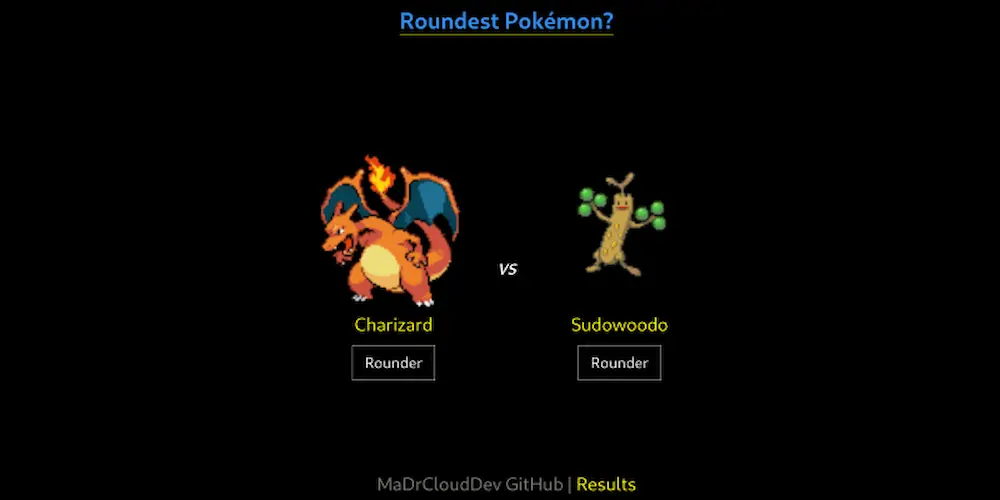 Roundest Pokémon?
vs
Charizard
Sudowoodo
Rounder
Rounder
MaDrCloudDev GitHub | Results